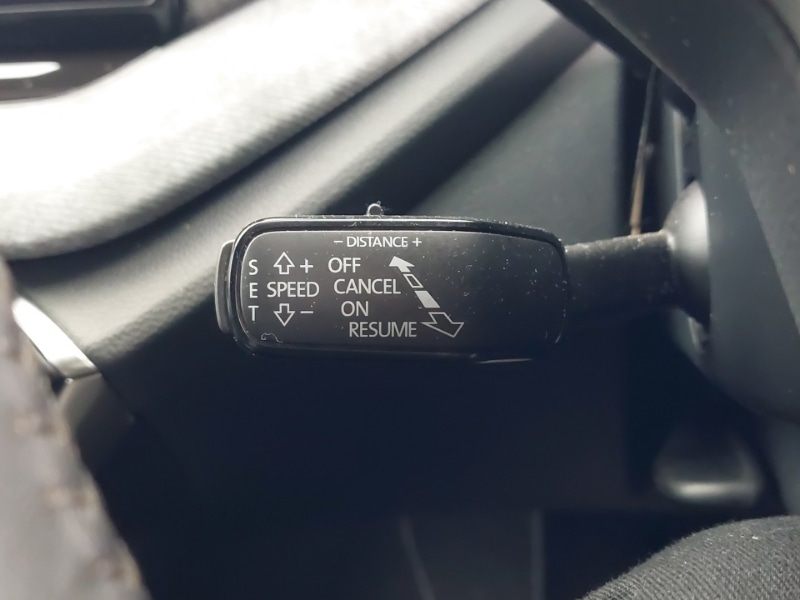 - DISTANCE +
S + OFF
E SPEED CANCEL
T - ON
RESUME